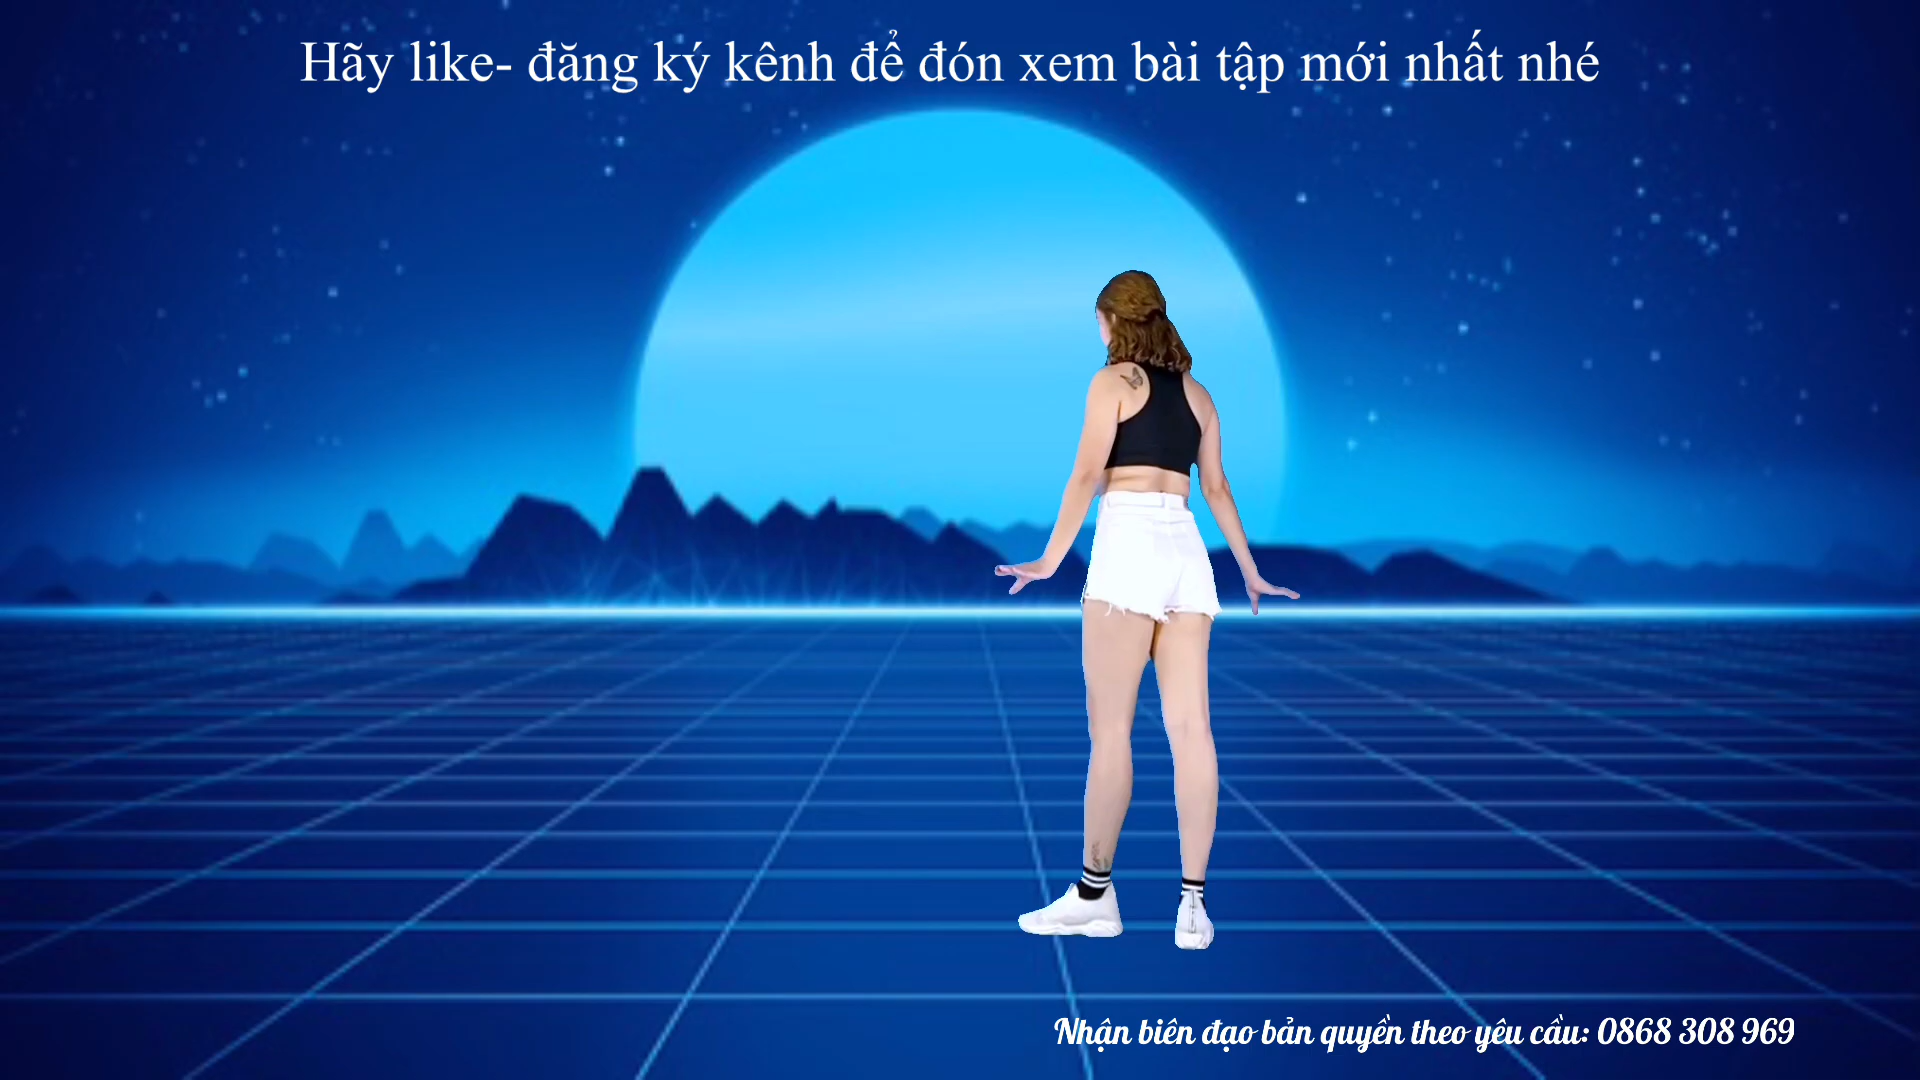 Hãy like- đăng ký kênh để đón xem bài tập mới nhất nhé
Nhận biên đạo bản quyền theo yêu cầu: 0868 308 969